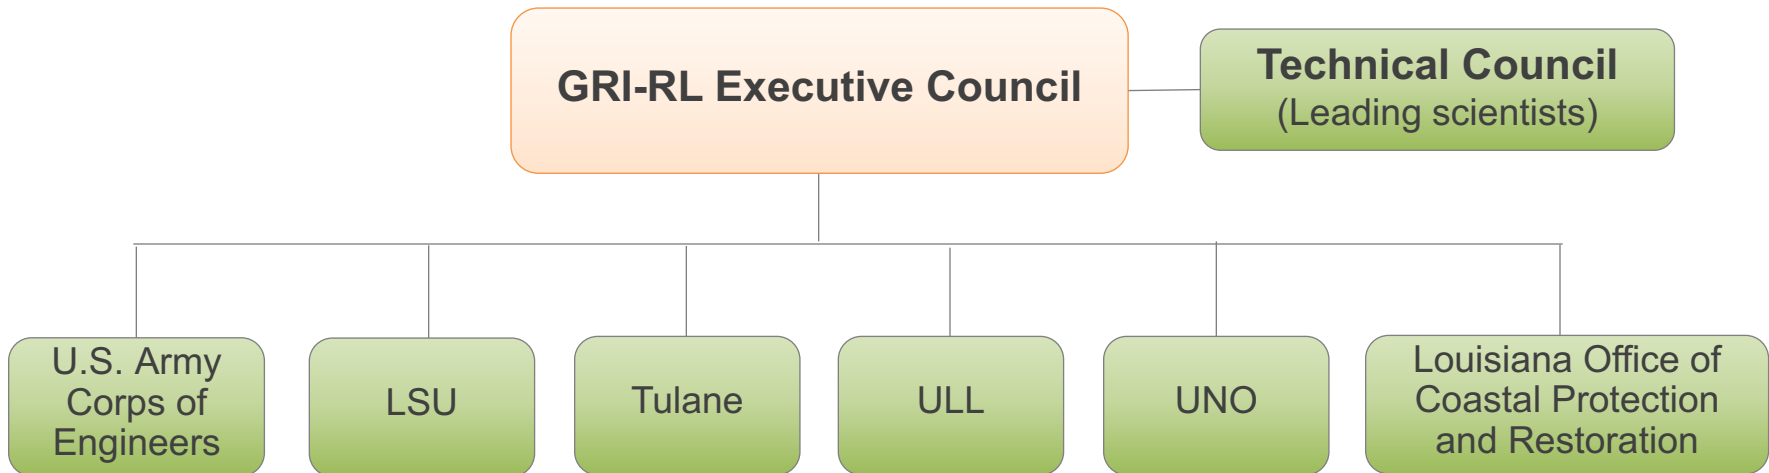 GRI-RL Executive Council
Technical Council
(Leading scientists)
U.S. Army
Corps of
Engineers
LSU
Tulane
ULL
UNO
Louisiana Office of
Coastal Protection
and Restoration